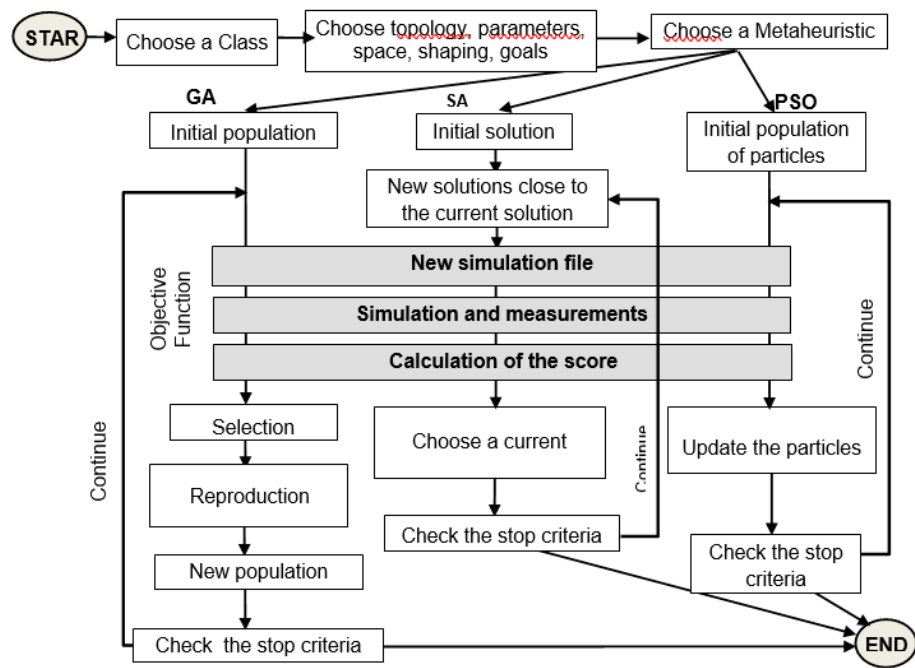 STAR
Choose a Class
Choose topology, parameters,
space, shaping, goals
Choose a Metaheuristic
GA
SA
PSO
Initial population
Initial solution
Initial population
of particles
New solutions close to
the current solution
New simulation file
Objective
Function
Simulation and measurements
Calculation of the score
Continue
Continue
Continue
Selection
Choose a current
Update the particles
Reproduction
Check the stop criteria
Check the stop
criteria
New population
Check the stop criteria
END